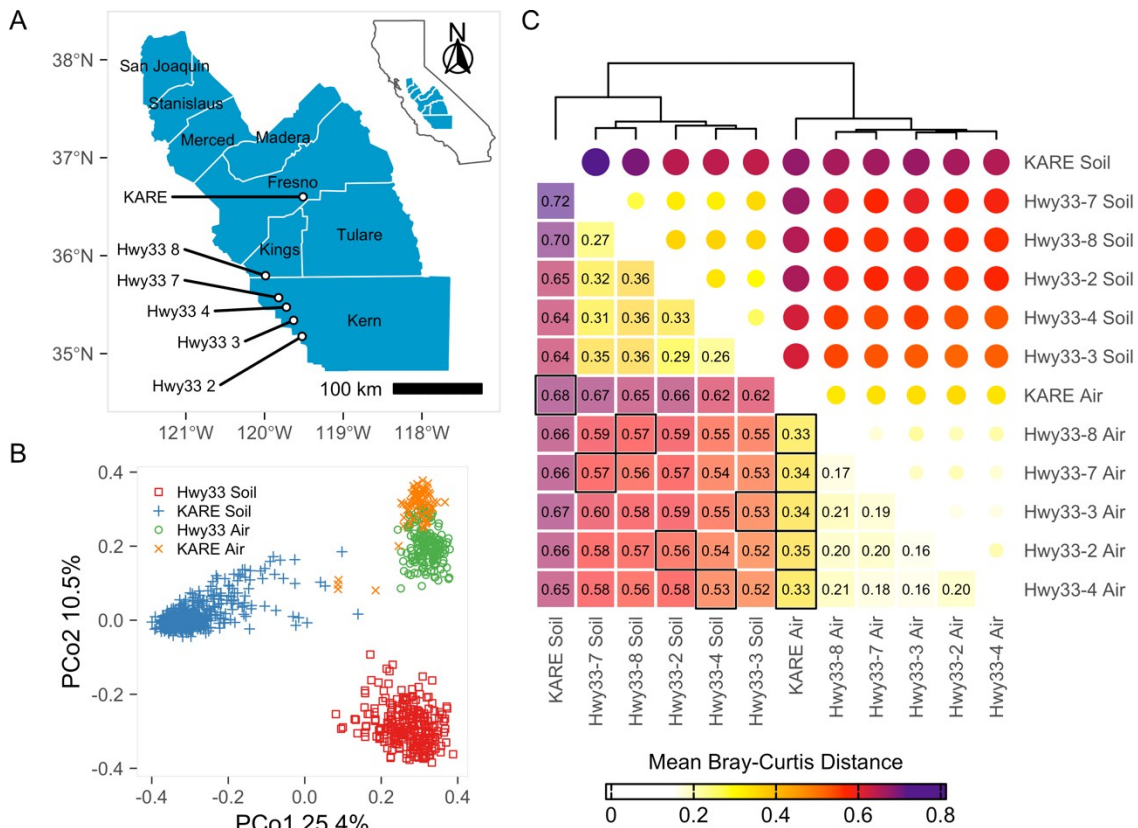 A
N
38°N
37°N
36°N
35°N
San Joaquin
Stanislaus
Merced
Madera
Fresno
KARE
Kings
Tulare
Hwy33 8
Hwy33 7
Hwy33 4
Kern
Hwy33 3
Hwy33 2
100 km
121°W 120°W 119°W 118°W
B
0.4
0.2
0.0
-0.2
-0.4
PCo2 10.5%
Hwy33 Soil
KARE Soil
Hwy33 Air
KARE Air
-0.4 -0.2 0.0 0.2 0.4
PCo1 25.4%
C
KARE Soil
0.72 Hwy33-7 Soil
0.70 0.27 Hwy33-8 Soil
0.65 0.32 0.36 Hwy33-2 Soil
0.64 0.31 0.36 0.33 Hwy33-4 Soil
0.64 0.35 0.36 0.29 0.26 Hwy33-3 Soil
0.68 0.67 0.65 0.66 0.62 0.62 KARE Air
0.66 0.59 0.57 0.59 0.55 0.55 0.33 Hwy33-8 Air
0.66 0.57 0.56 0.57 0.54 0.53 0.34 0.17 Hwy33-7 Air
0.67 0.60 0.58 0.59 0.55 0.53 0.34 0.21 0.19 Hwy33-3 Air
0.66 0.58 0.57 0.56 0.54 0.52 0.35 0.20 0.20 0.16 Hwy33-2 Air
0.65 0.58 0.56 0.58 0.53 0.52 0.33 0.21 0.18 0.16 0.20 Hwy33-4 Air
KARE Soil
Hwy33-7 Soil
Hwy33-8 Soil
Hwy33-2 Soil
Hwy33-4 Soil
Hwy33-3 Soil
KARE Air
Hwy33-8 Air
Hwy33-7 Air
Hwy33-3 Air
Hwy33-2 Air
Hwy33-4 Air
Mean Bray-Curtis Distance
0 0.2 0.4 0.6 0.8